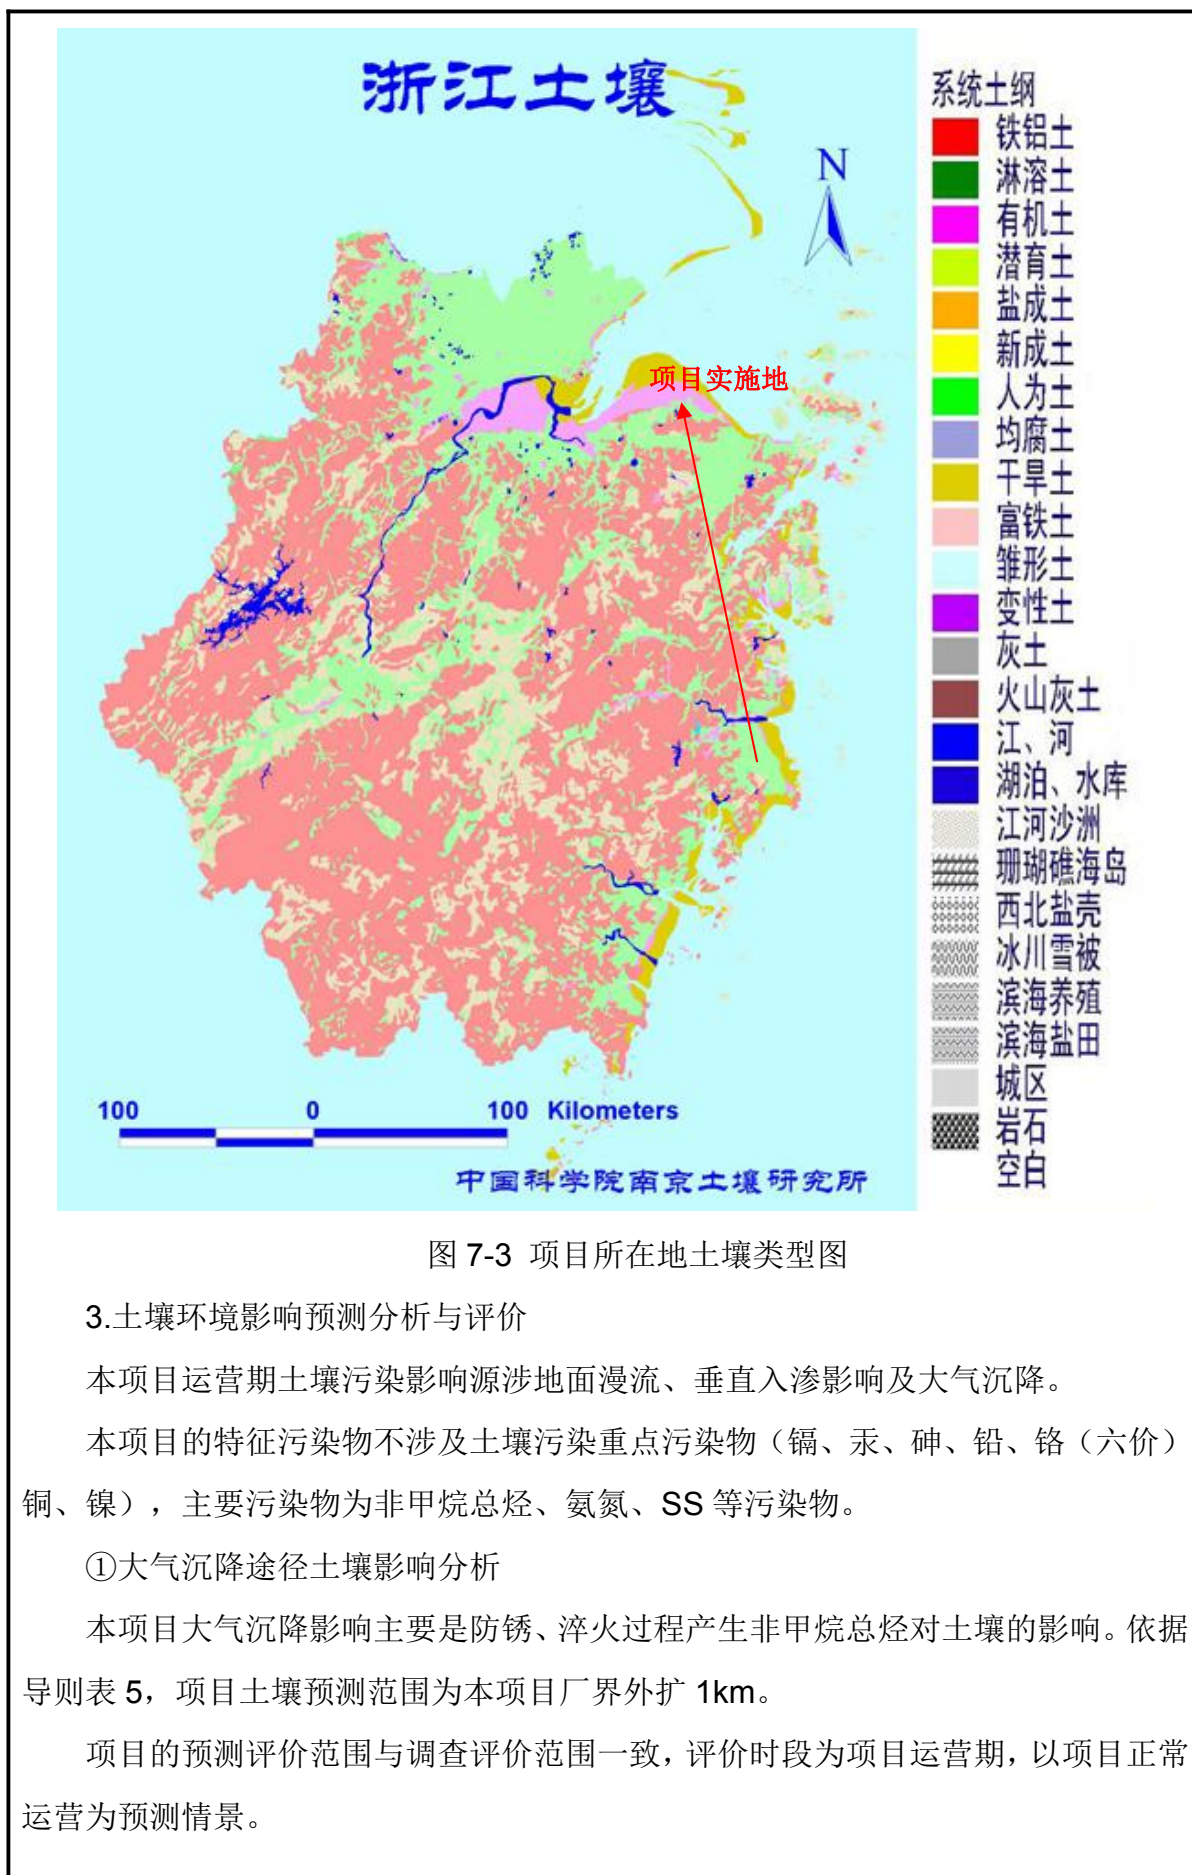 浙江土壤
N
项目实施地
100 0 100 Kilometers
中国科学院南京土壤研究所
系统土纲
铁铝土
淋溶土
有机土
潜育土
盐成土
新成土
人为土
均腐土
干旱土
富铁土
雏形土
变性土
灰土
火山灰土
江、河
湖泊、水库
江河沙洲
珊瑚礁海岛
西北盐壳
冰川雪被
滨海养殖
滨海盐田
城区
岩石
空白
图 7-3 项目所在地土壤类型图
3.土壤环境影响预测分析与评价
本项目运营期土壤污染影响源涉地面漫流、垂直入渗影响及大气沉降。
本项目的特征污染物不涉及土壤污染重点污染物（镉、汞、砷、铅、铬（六价）
铜、镍），主要污染物为非甲烷总烃、氨氮、SS 等污染物。
①大气沉降途径土壤影响分析
本项目大气沉降影响主要是防锈、淬火过程产生非甲烷总烃对土壤的影响。依据
导则表 5，项目土壤预测范围为本项目厂界外扩 1km。
项目的预测评价范围与调查评价范围一致，评价时段为项目运营期，以项目正常
运营为预测情景。